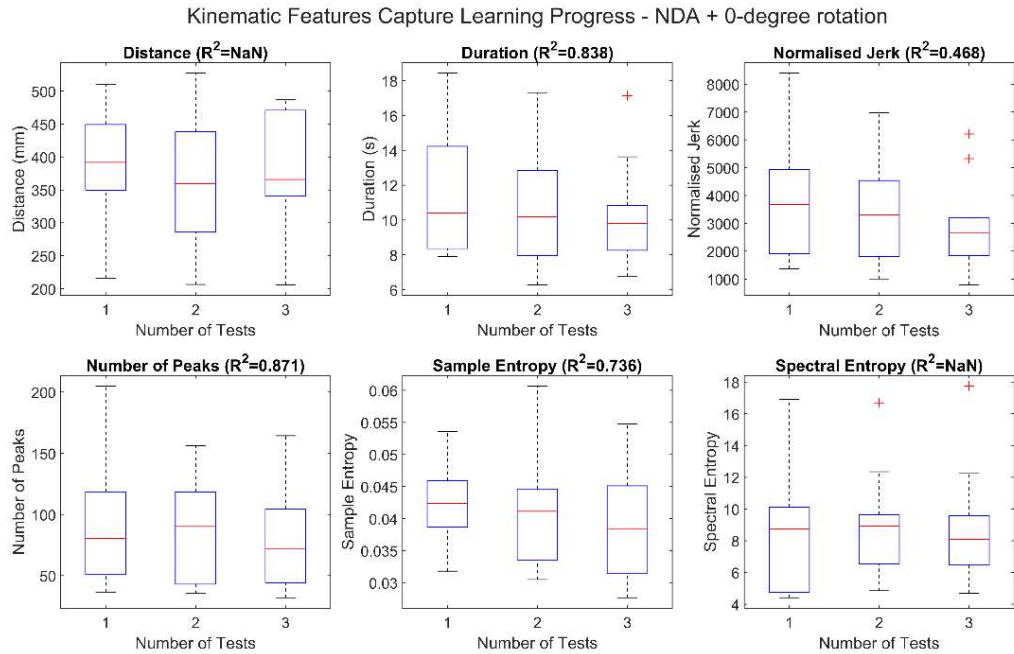 Kinematic Features Capture Learning Progress - NDA + 0-degree rotation
Distance (R²=NaN)
Distance (mm)
500
450
400
350
300
250
200
1 2 3
Number of Tests
Duration (R²=0.838)
Duration (s)
18
16
14
12
10
8
6
1 2 3
Number of Tests
Normalised Jerk (R²=0.468)
Normalised Jerk
8000
7000
6000
5000
4000
3000
2000
1000
1 2 3
Number of Tests
Number of Peaks (R²=0.871)
Number of Peaks
200
150
100
50
1 2 3
Number of Tests
Sample Entropy (R²=0.736)
Sample Entropy
0.06
0.055
0.05
0.045
0.04
0.035
0.03
1 2 3
Number of Tests
Spectral Entropy (R²=NaN)
Spectral Entropy
18
16
14
12
10
8
6
4
1 2 3
Number of Tests